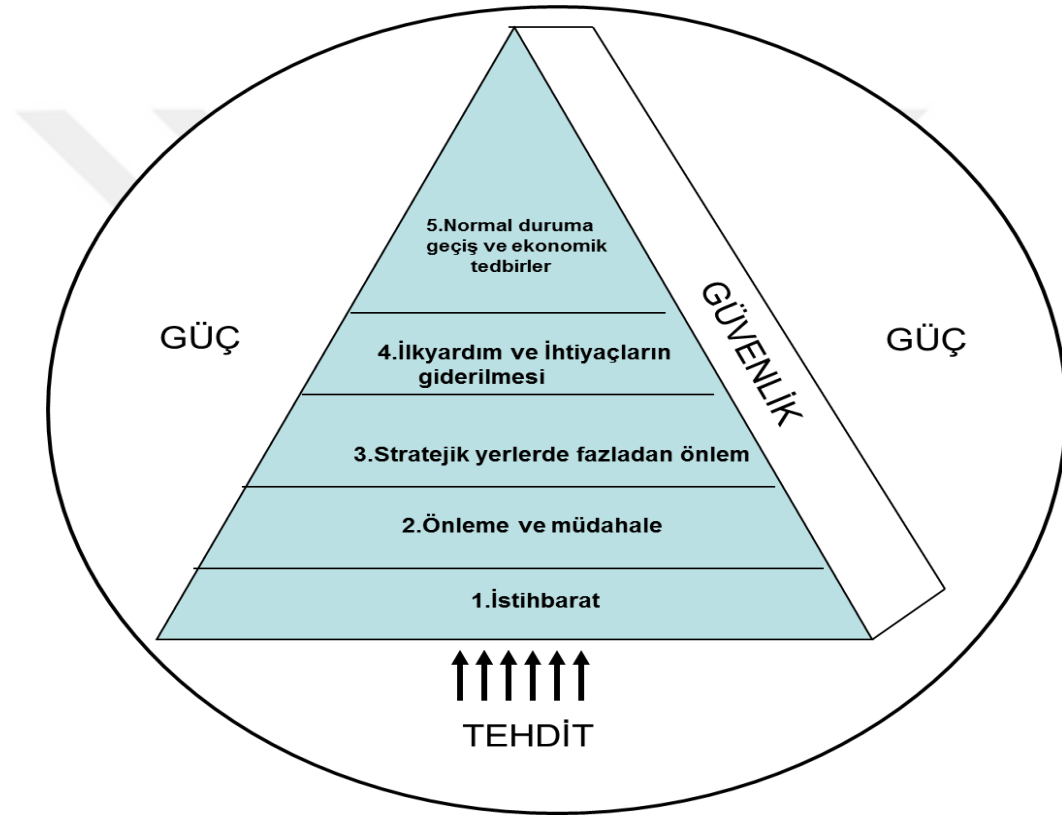 5.Normal duruma
geçiş ve ekonomik
tedbirler
GÜÇ
GÜVENLİK
GÜÇ
4.İlkyardım ve İhtiyaçların
giderilmesi
3.Stratejik yerlerde fazladan önlem
2.Önleme ve müdahale
1.İstihbarat
TEHDİT